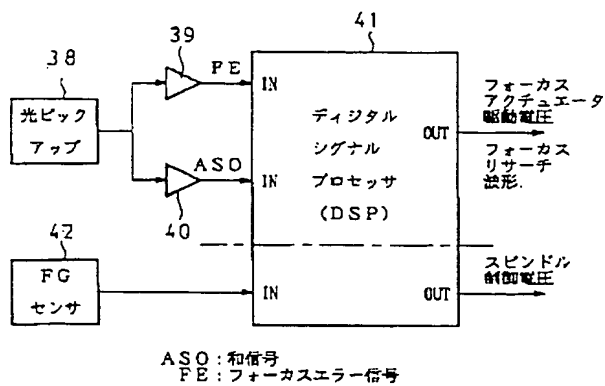 38
39
41
FE
IN
光ピック
アップ
ディジタル
シグナル
プロセッサ
(DSP)
OUT
フォーカス
アクチュエータ
駆動電圧
フォーカス
リサーチ
波形.
ASO
IN
40
42
FG
センサ
IN
OUT
スピンドル
制御電圧
ASO:和信号
FE:フォーカスエラー信号